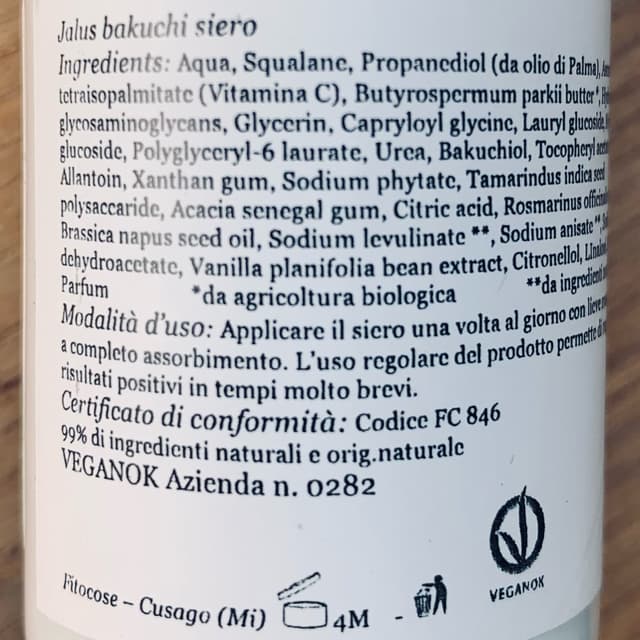 Jalus bakuchi siero
Ingredients: Aqua, Squalane, Propanediol (da olio di Palma),
tetraisopalmitate (Vitamina C), Butyrospermum parkii butter*,
glycosaminoglycans, Glycerin, Capryloyl glycine, Lauryl glucoside,
glucoside, Polyglyceryl-6 laurate, Urea, Bakuchiol, Tocopheryl
Allantoin, Xanthan gum, Sodium phytate, Tamarindus indica seed
polysaccaride, Acacia senegal gum, Citric acid, Rosmarinus
Brassica napus seed oil, Sodium levulinate **, Sodium anisate **,
dehydroacetate, Vanilla planifolia bean extract, Citronellol,
Parfum *da agricoltura biologica **da
Modalità d'uso: Applicare il siero una volta al giorno con lieve
a completo assorbimento. L'uso regolare del prodotto permette
risultati positivi in tempi molto brevi.
Certificato di conformità: Codice FC 846
99% di ingredienti naturali e orig.naturale
VEGANOK Azienda n. 0282
VEGANOK
Fitocose – Cusago (Mi) 4M -